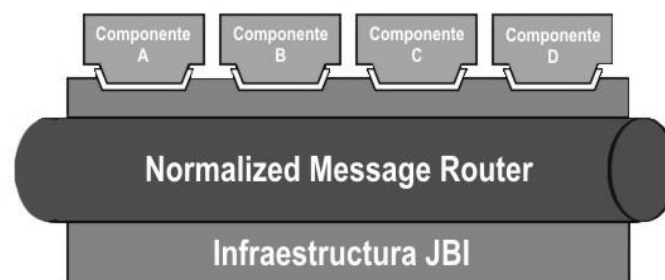 Componente
A
Componente
B
Componente
C
Componente
D
Normalized Message Router
Infraestructura JBI